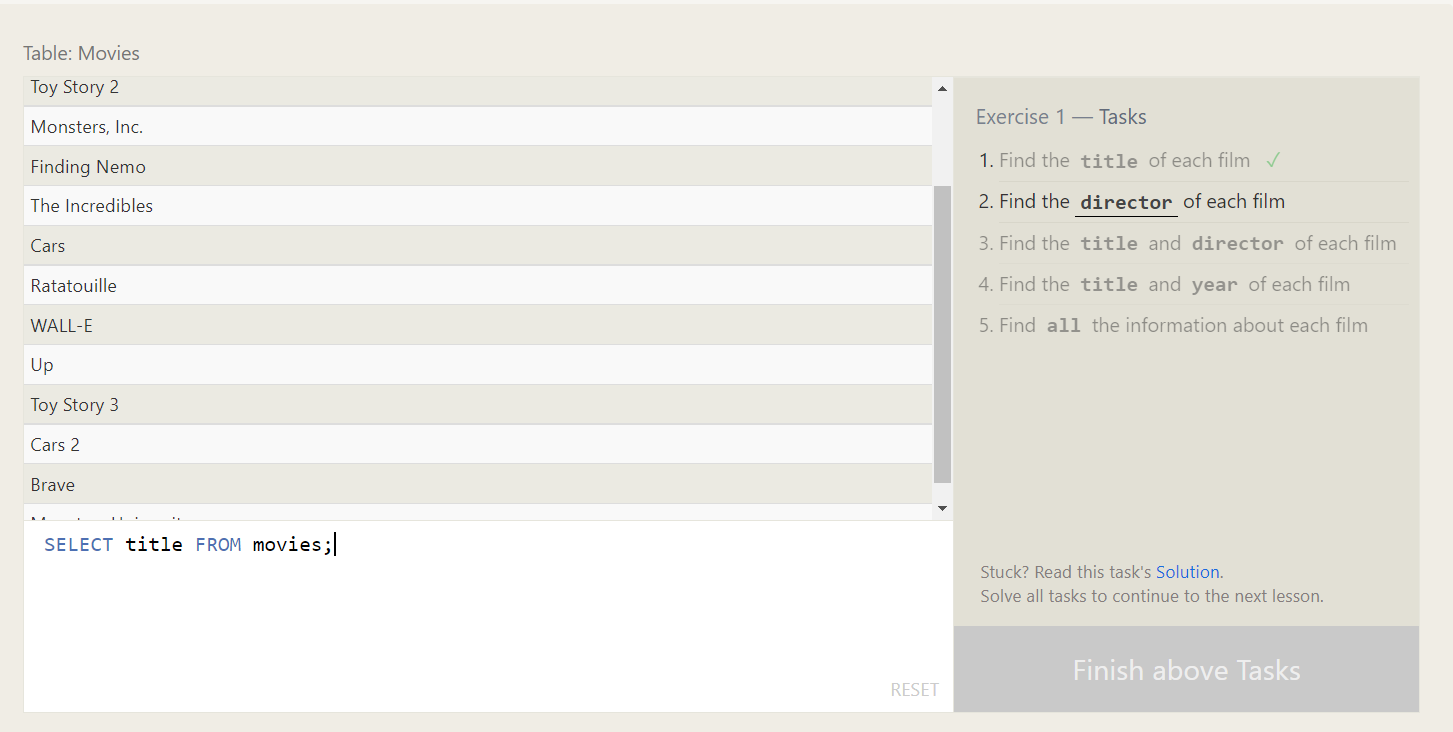 Table: Movies
Toy Story 2
Monsters, Inc.
Finding Nemo
The Incredibles
Cars
Ratatouille
WALL-E
Up
Toy Story 3
Cars 2
Brave
SELECT title FROM movies;
RESET
Exercise 1 — Tasks
1. Find the title of each film ✓
2. Find the director of each film
3. Find the title and director of each film
4. Find the title and year of each film
5. Find all the information about each film
Stuck? Read this task's Solution.
Solve all tasks to continue to the next lesson.
Finish above Tasks